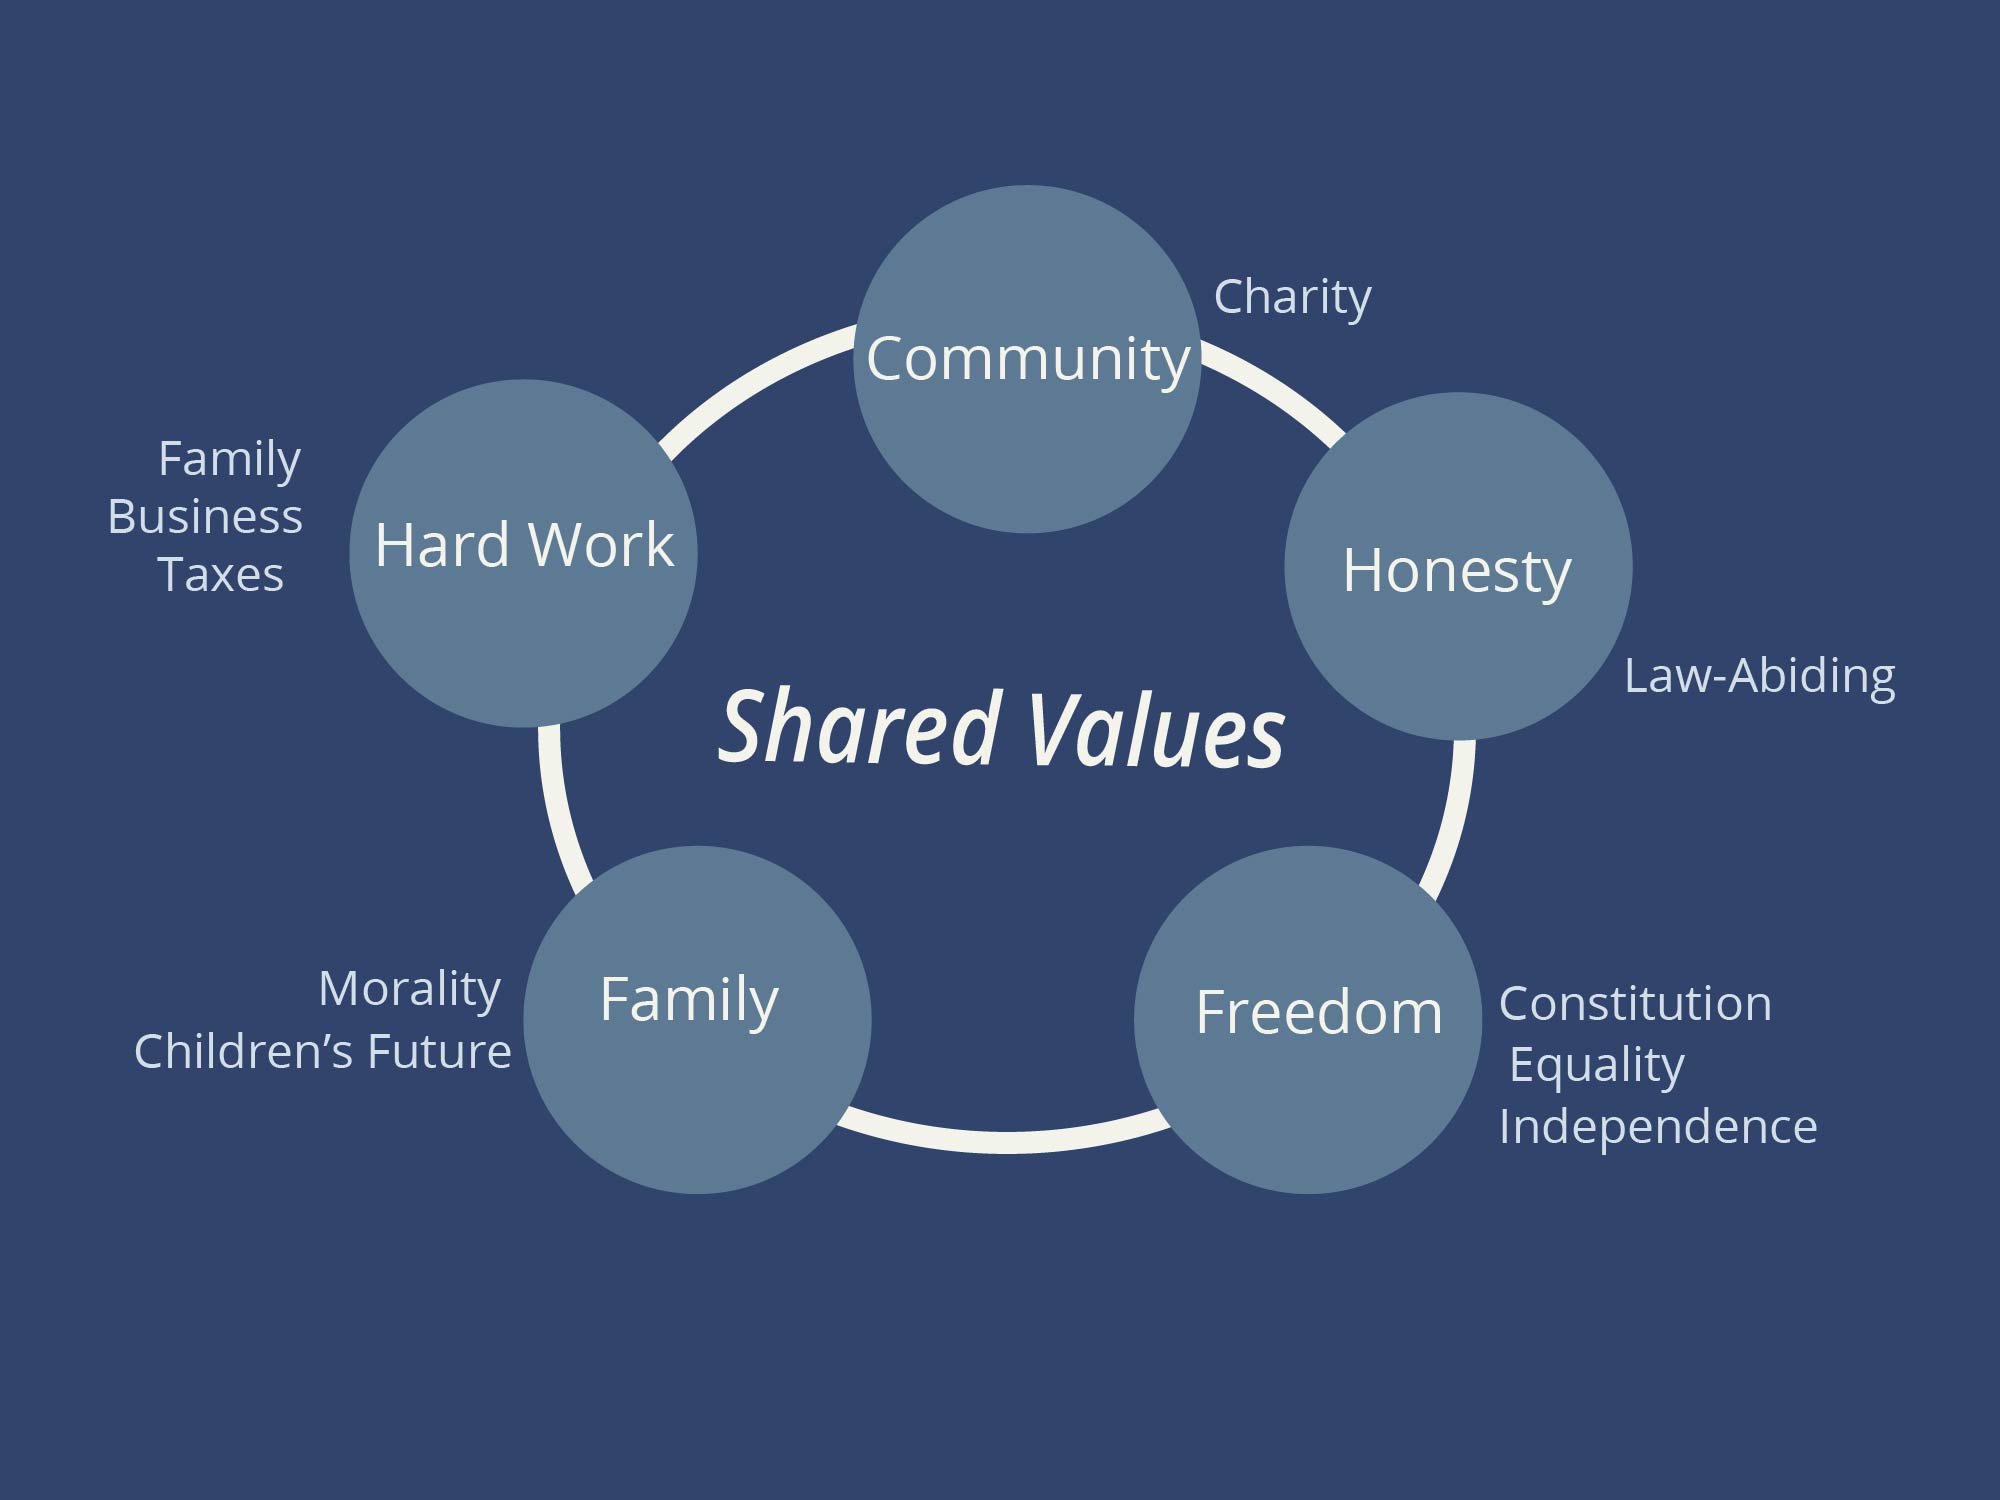 Community
Charity
Honesty
Law-Abiding
Freedom
Constitution
Equality
Independence
Family
Morality
Children’s Future
Hard Work
Family
Business
Taxes
Shared Values